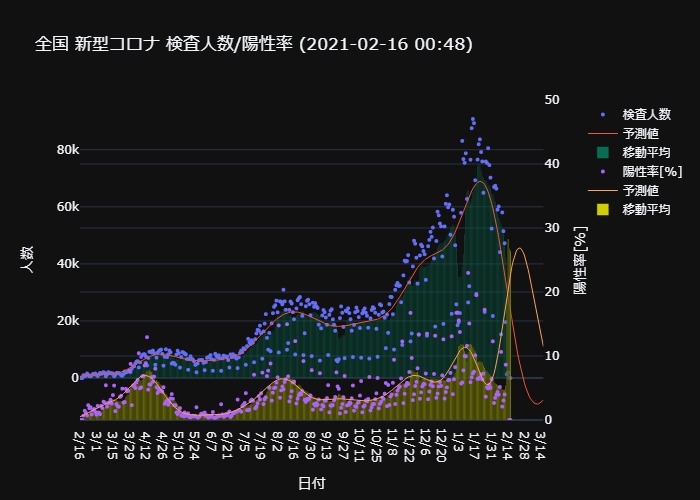 全国 新型コロナ 検査人数/陽性率 (2021-02-16 00:48)
検査人数
予測値
移動平均
陽性率[%]
予測値
移動平均
80k
60k
40k
20k
0
人数
50
40
30
20
10
0
陽性率[%]
2/16
3/1
3/15
3/29
4/12
4/26
5/10
5/24
6/7
6/21
7/5
7/19
8/2
8/16
8/30
9/13
9/27
10/11
10/25
11/8
11/22
12/6
12/20
1/3
1/17
1/31
2/14
2/28
3/14
日付